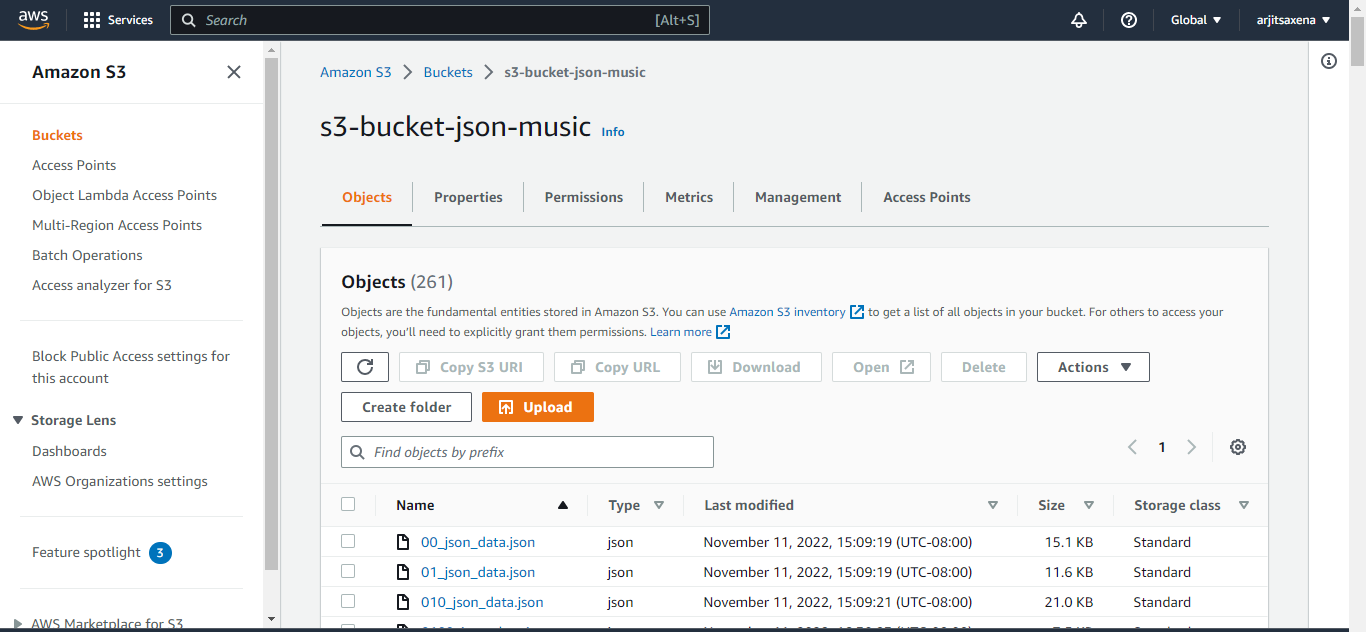 aws
Services
Search
[Alt+S]
Global
arjitsaxena
Amazon S3
Buckets
Access Points
Object Lambda Access Points
Multi-Region Access Points
Batch Operations
Access analyzer for S3
Block Public Access settings for
this account
Storage Lens
Dashboards
AWS Organizations settings
Feature spotlight 3
AWS Marketplace for S3
Amazon S3 > Buckets > s3-bucket-json-music
s3-bucket-json-music Info
Objects Properties Permissions Metrics Management Access Points
Objects (261)
Objects are the fundamental entities stored in Amazon S3. You can use Amazon S3 inventory to get a list of all objects in your bucket. For others to access your
objects, you'll need to explicitly grant them permissions. Learn more
Copy S3 URI Copy URL Download Open Delete Actions
Create folder Upload
Find objects by prefix
1
Name Type Last modified Size Storage class
00_json_data.json json November 11, 2022, 15:09:19 (UTC-08:00) 15.1 KB Standard
01_json_data.json json November 11, 2022, 15:09:19 (UTC-08:00) 11.6 KB Standard
010_json_data.json json November 11, 2022, 15:09:21 (UTC-08:00) 21.0 KB Standard